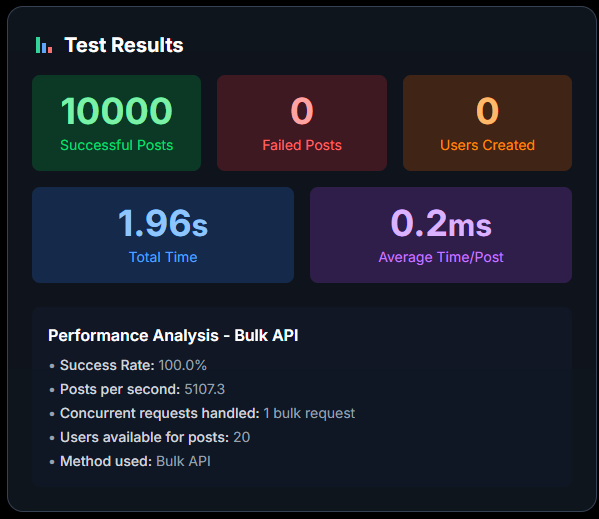 Test Results
10000
Successful Posts
0
Failed Posts
0
Users Created
1.96s
Total Time
0.2ms
Average Time/Post
Performance Analysis - Bulk API
• Success Rate: 100.0%
• Posts per second: 5107.3
• Concurrent requests handled: 1 bulk request
• Users available for posts: 20
• Method used: Bulk API